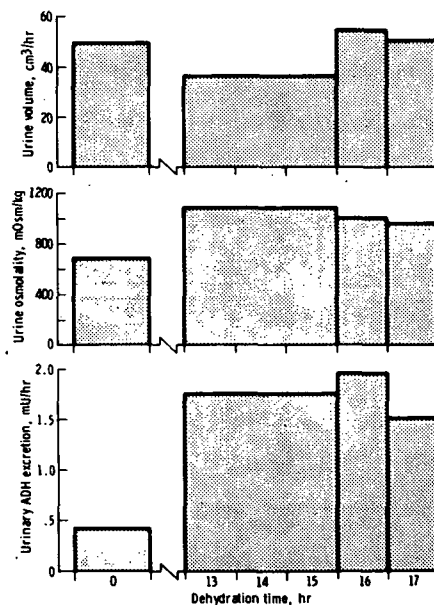 Urine volume, cm³/hr
60
40
20
0
Urine osmolality, mOsm/kg
1200
800
400
0
Urinary ADH excretion, mU/hr
2.0
1.5
1.0
.5
0
0 13 14 15 16 17
Dehydration time, hr